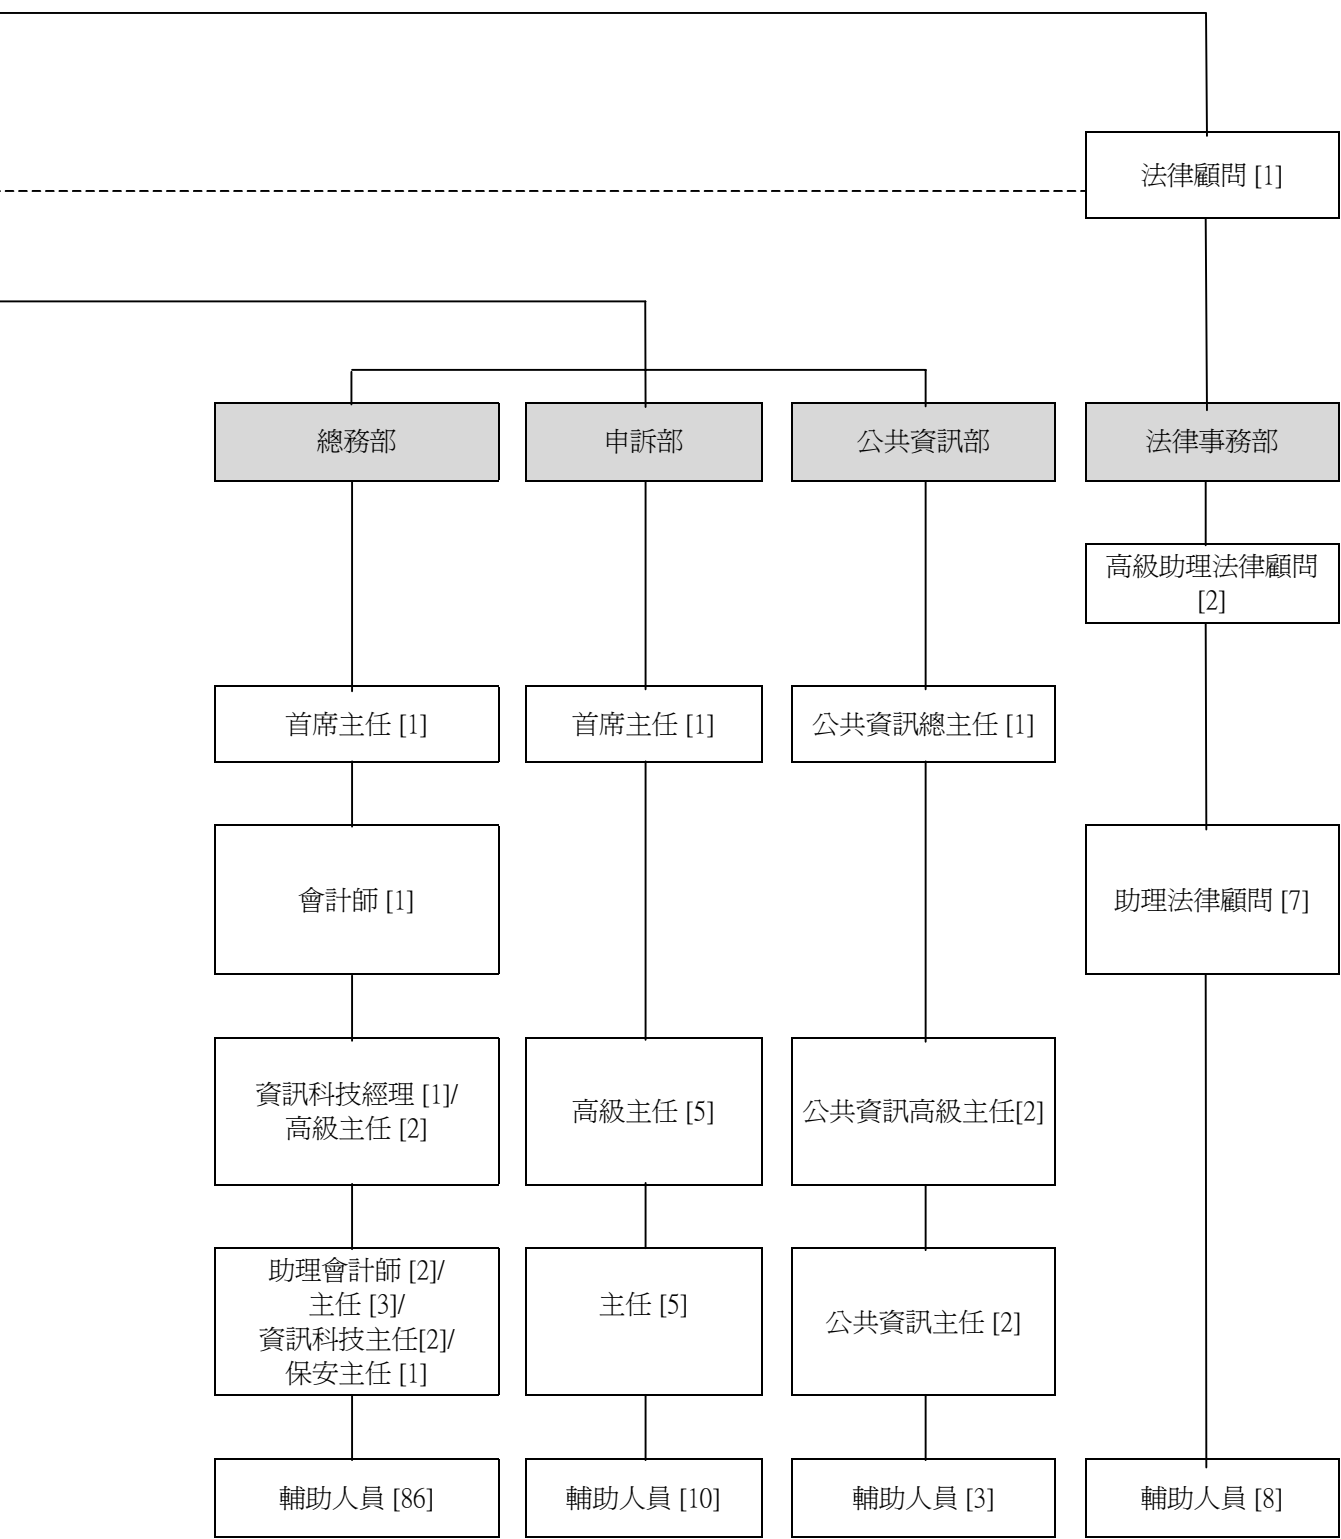 法律顧問 [1]
總務部
申訴部
公共資訊部
法律事務部
高級助理法律顧問
[2]
首席主任 [1]
首席主任 [1]
公共資訊總主任 [1]
會計師 [1]
助理法律顧問 [7]
資訊科技經理 [1]/
高級主任 [2]
高級主任 [5]
公共資訊高級主任[2]
助理會計師 [2]/
主任 [3]/
資訊科技主任[2]/
保安主任 [1]
主任 [5]
公共資訊主任 [2]
輔助人員 [86]
輔助人員 [10]
輔助人員 [3]
輔助人員 [8]